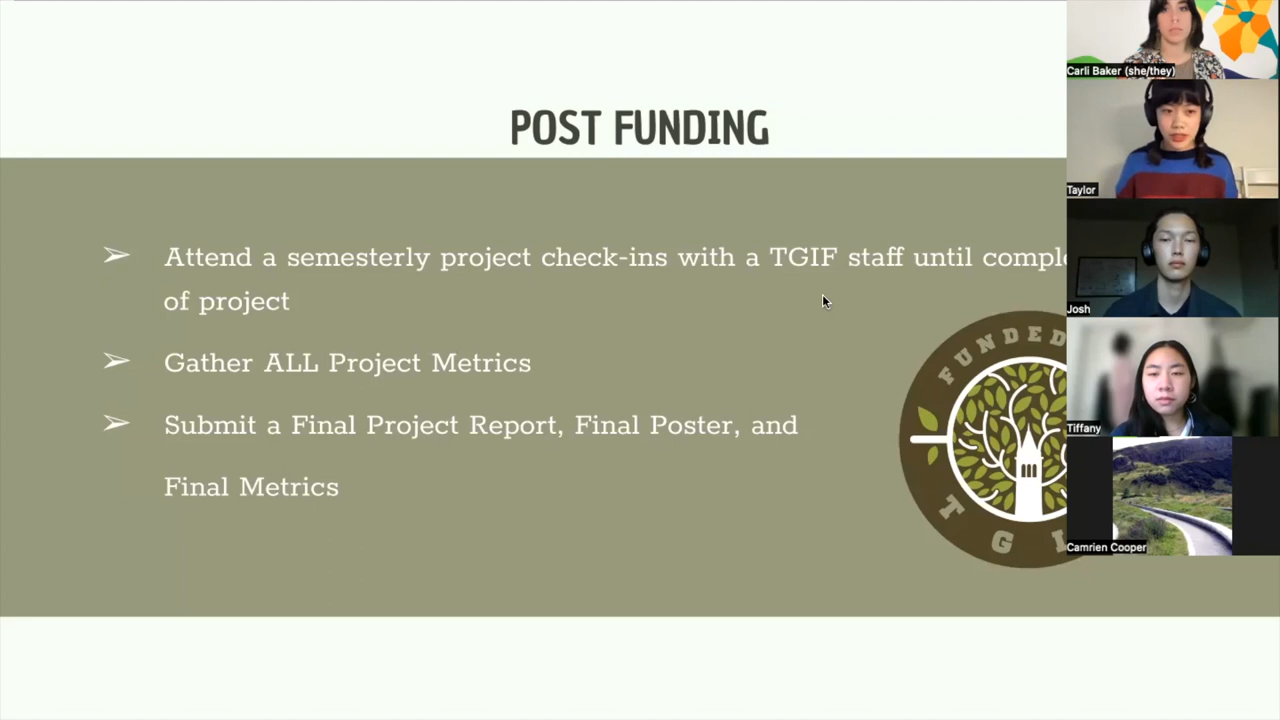 POST FUNDING
➢ Attend a semesterly project check-ins with a TGIF staff until comple
of project
➢ Gather ALL Project Metrics
➢ Submit a Final Project Report, Final Poster, and
Final Metrics
FUNDED
T G I
Carli Baker (she/they)
Taylor
Josh
Tiffany
Camrien Cooper